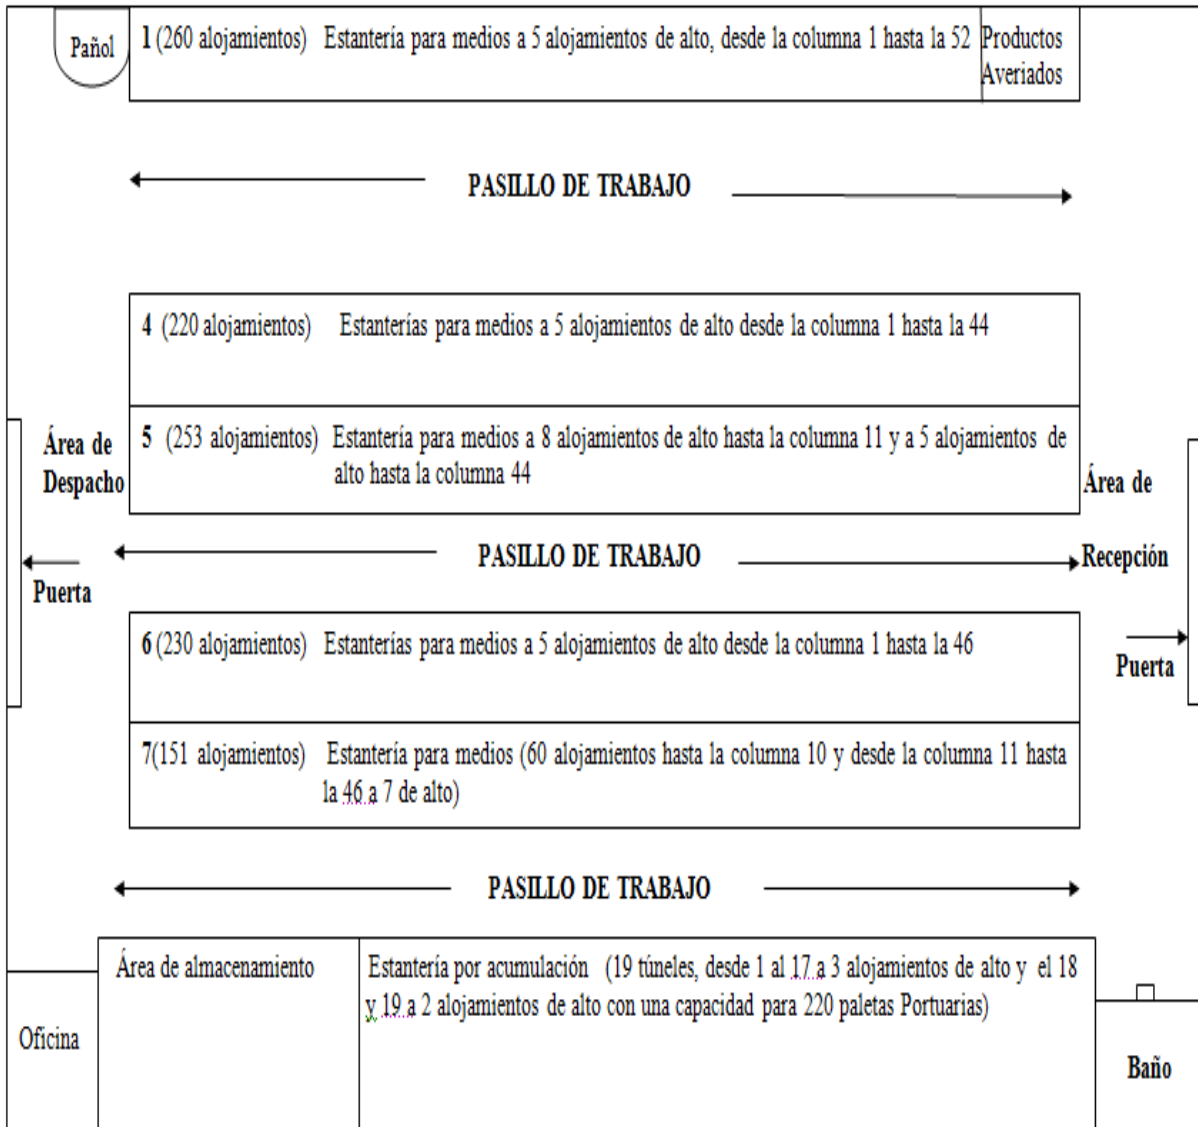 Pañol
1 (260 alojamientos) Estantería para medios a 5 alojamientos de alto, desde la columna 1 hasta la 52
Productos
Averiados
PASILLO DE TRABAJO
4 (220 alojamientos) Estanterías para medios a 5 alojamientos de alto desde la columna 1 hasta la 44
Área de
Despacho
5 (253 alojamientos) Estantería para medios a 8 alojamientos de alto hasta la columna 11 y a 5 alojamientos de
alto hasta la columna 44
Área de
Recepción
PASILLO DE TRABAJO
Puerta
6 (230 alojamientos) Estanterías para medios a 5 alojamientos de alto desde la columna 1 hasta la 46
Puerta
7(151 alojamientos) Estantería para medios (60 alojamientos hasta la columna 10 y desde la columna 11 hasta
la 46 a 7 de alto)
PASILLO DE TRABAJO
Área de almacenamiento
Estantería por acumulación (19 túneles, desde 1 al 17 a 3 alojamientos de alto y el 18
y 19 a 2 alojamientos de alto con una capacidad para 220 paletas Portuarias)
Oficina
Baño